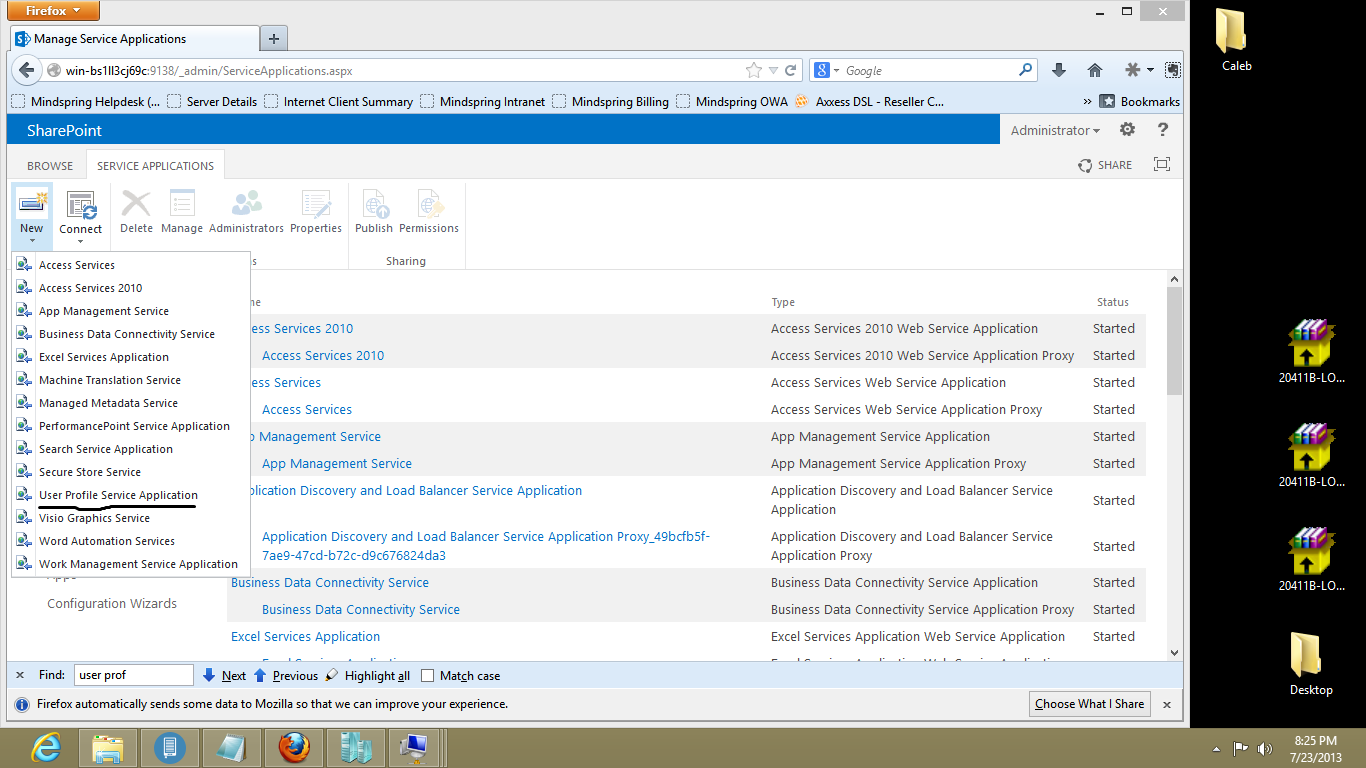 Firefox
Manage Service Applications
win-bs1ll3cj69c:9138/_admin/ServiceApplications.aspx
Google
Mindspring Helpdesk (... Server Details Internet Client Summary Mindspring Intranet Mindspring Billing Mindspring OWA Axxess DSL - Reseller C... » Bookmarks
SharePoint
Administrator
?
BROWSE SERVICE APPLICATIONS
SHARE
New Connect Delete Manage Administrators Properties Publish Permissions
Sharing
Access Services
Access Services 2010
App Management Service
Business Data Connectivity Service
Excel Services Application
Machine Translation Service
Managed Metadata Service
PerformancePoint Service Application
Search Service Application
Secure Store Service
User Profile Service Application
Visio Graphics Service
Word Automation Services
Work Management Service Application
Apps
Configuration Wizards
Type Status
Services 2010 Access Services 2010 Web Service Application Started
Access Services 2010 Access Services 2010 Web Service Application Proxy Started
Services Access Services Web Service Application Started
Access Services Access Services Web Service Application Proxy Started
Management Service App Management Service Application Started
App Management Service App Management Service Application Proxy Started
Discovery and Load Balancer Service Application Application Discovery and Load Balancer Service Started
Application
Application Discovery and Load Balancer Service Application Proxy_49bcfb5f- Application Discovery and Load Balancer Service Started
7ae9-47cd-b72c-d9c676824da3 Application Proxy
Business Data Connectivity Service Business Data Connectivity Service Application Started
Business Data Connectivity Service Business Data Connectivity Service Application Proxy Started
Excel Services Application Excel Services Application Web Service Application Started
Find: user prof Next Previous Highlight all Match case
Firefox automatically sends some data to Mozilla so that we can improve your experience. Choose What I Share
Caleb
20411B-LO...
20411B-LO...
20411B-LO...
Desktop
8:25 PM
7/23/2013